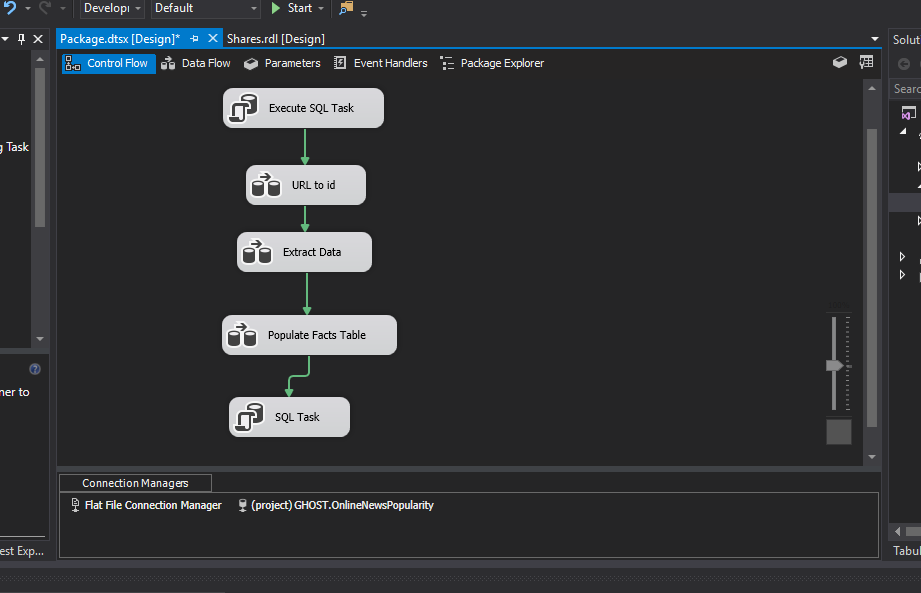 Developi Default Start
Package.dtsx [Design]* Shares.rdl [Design]
Solut
Control Flow Data Flow Parameters Event Handlers Package Explorer
Searc
Execute SQL Task
g Task
URL to id
Extract Data
Populate Facts Table
ner to
SQL Task
Connection Managers
Flat File Connection Manager (project) GHOST.OnlineNewsPopularity
est Exp...
Tabul